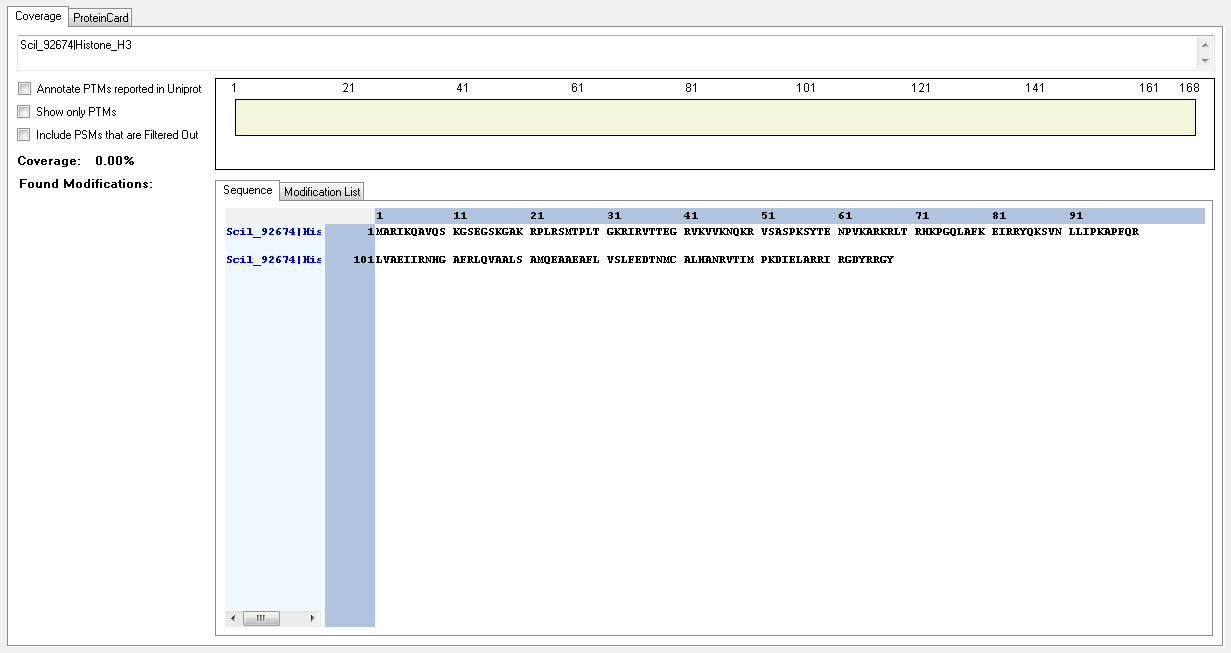 Coverage ProteinCard
Scil_92674|Histone_H3
Annotate PTMs reported in Uniprot
Show only PTMs
Include PSMs that are Filtered Out
Coverage: 0.00%
Found Modifications:
1 21 41 61 81 101 121 141 161 168
Sequence Modification List
1 11 21 31 41 51 61 71 81 91
Scil_92674|His 1 MARIKQAVQS KGSEGSKGAK RPLRSMTPLT GKRIRVTTEG RVKVVKNQKR VSASPKSYTE NPVKARKRLT RHKPGQLAFK EIRRYQKSVN LLIPKAPFQR
Scil_92674|His 101 LVAEIIRNHG AFRLQVAALS AMQEAAEAFL VSLFEDTNMC ALHANRVTIM PKDIELARRI RGDYRRGY